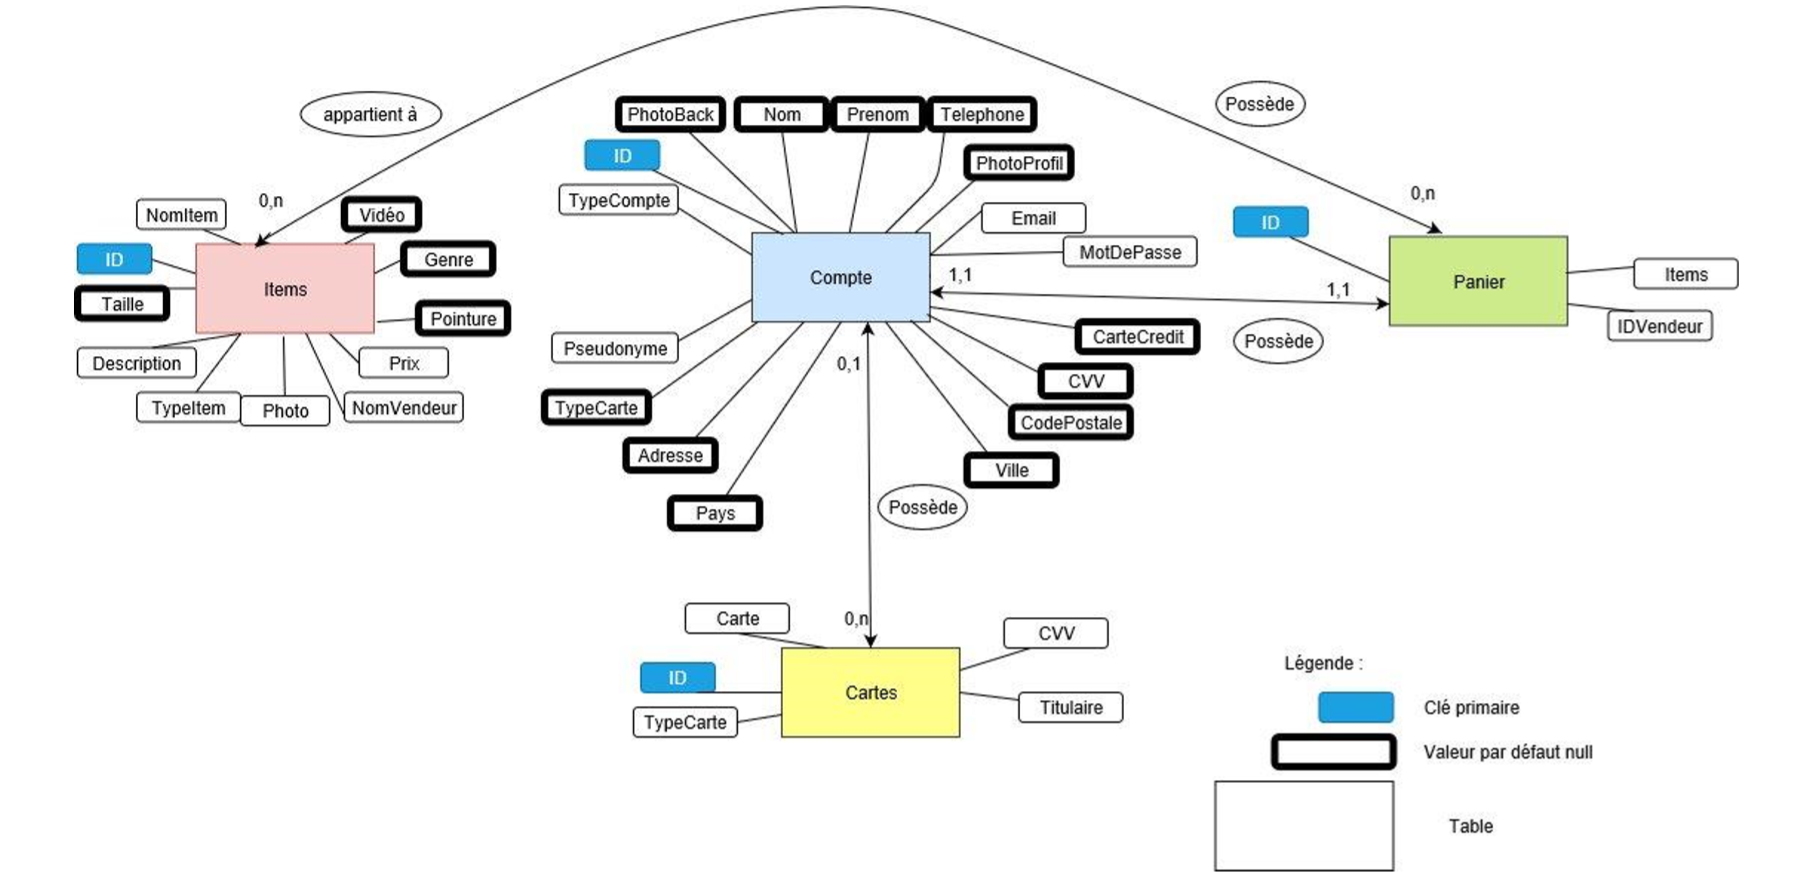 appartient à
Possède
PhotoBack
Nom
Prenom
Telephone
ID
PhotoProfil
TypeCompte
Email
MotDePasse
0,n
NomItem
Vidéo
ID
Genre
Taille
Items
Pointure
Description
Prix
TypeItem
Photo
NomVendeur
Compte
1,1
1,1
Possède
0,n
ID
Panier
Items
IDVendeur
Pseudonyme
0,1
CarteCredit
CVV
TypeCarte
CodePostale
Adresse
Ville
Pays
Possède
Carte
0,n
CVV
ID
Cartes
TypeCarte
Titulaire
Légende :
Clé primaire
Valeur par défaut null
Table